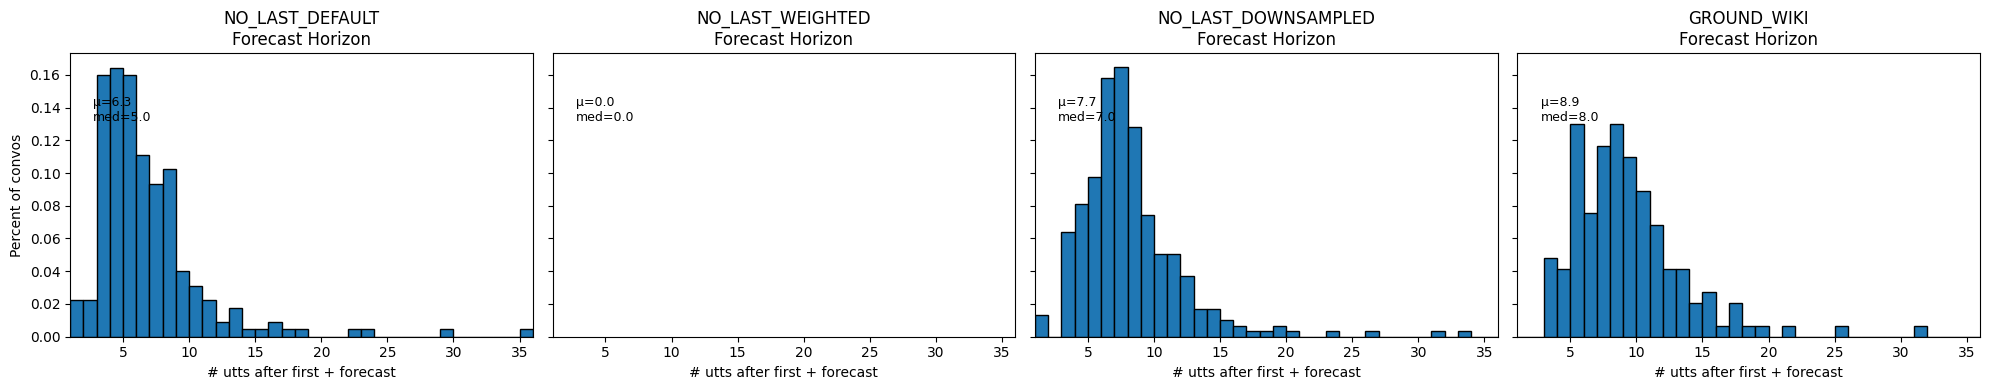 NO_LAST_DEFAULT
Forecast Horizon
NO_LAST_WEIGHTED
Forecast Horizon
NO_LAST_DOWNSAMPLED
Forecast Horizon
GROUND_WIKI
Forecast Horizon
Percent of convos
0.16
0.14
0.12
0.10
0.08
0.06
0.04
0.02
0.00
μ=6.3
med=5.0
5 10 15 20 25 30 35
# utts after first + forecast
μ=0.0
med=0.0
5 10 15 20 25 30 35
# utts after first + forecast
μ=7.7
med=7.0
5 10 15 20 25 30 35
# utts after first + forecast
μ=8.9
med=8.0
5 10 15 20 25 30 35
# utts after first + forecast